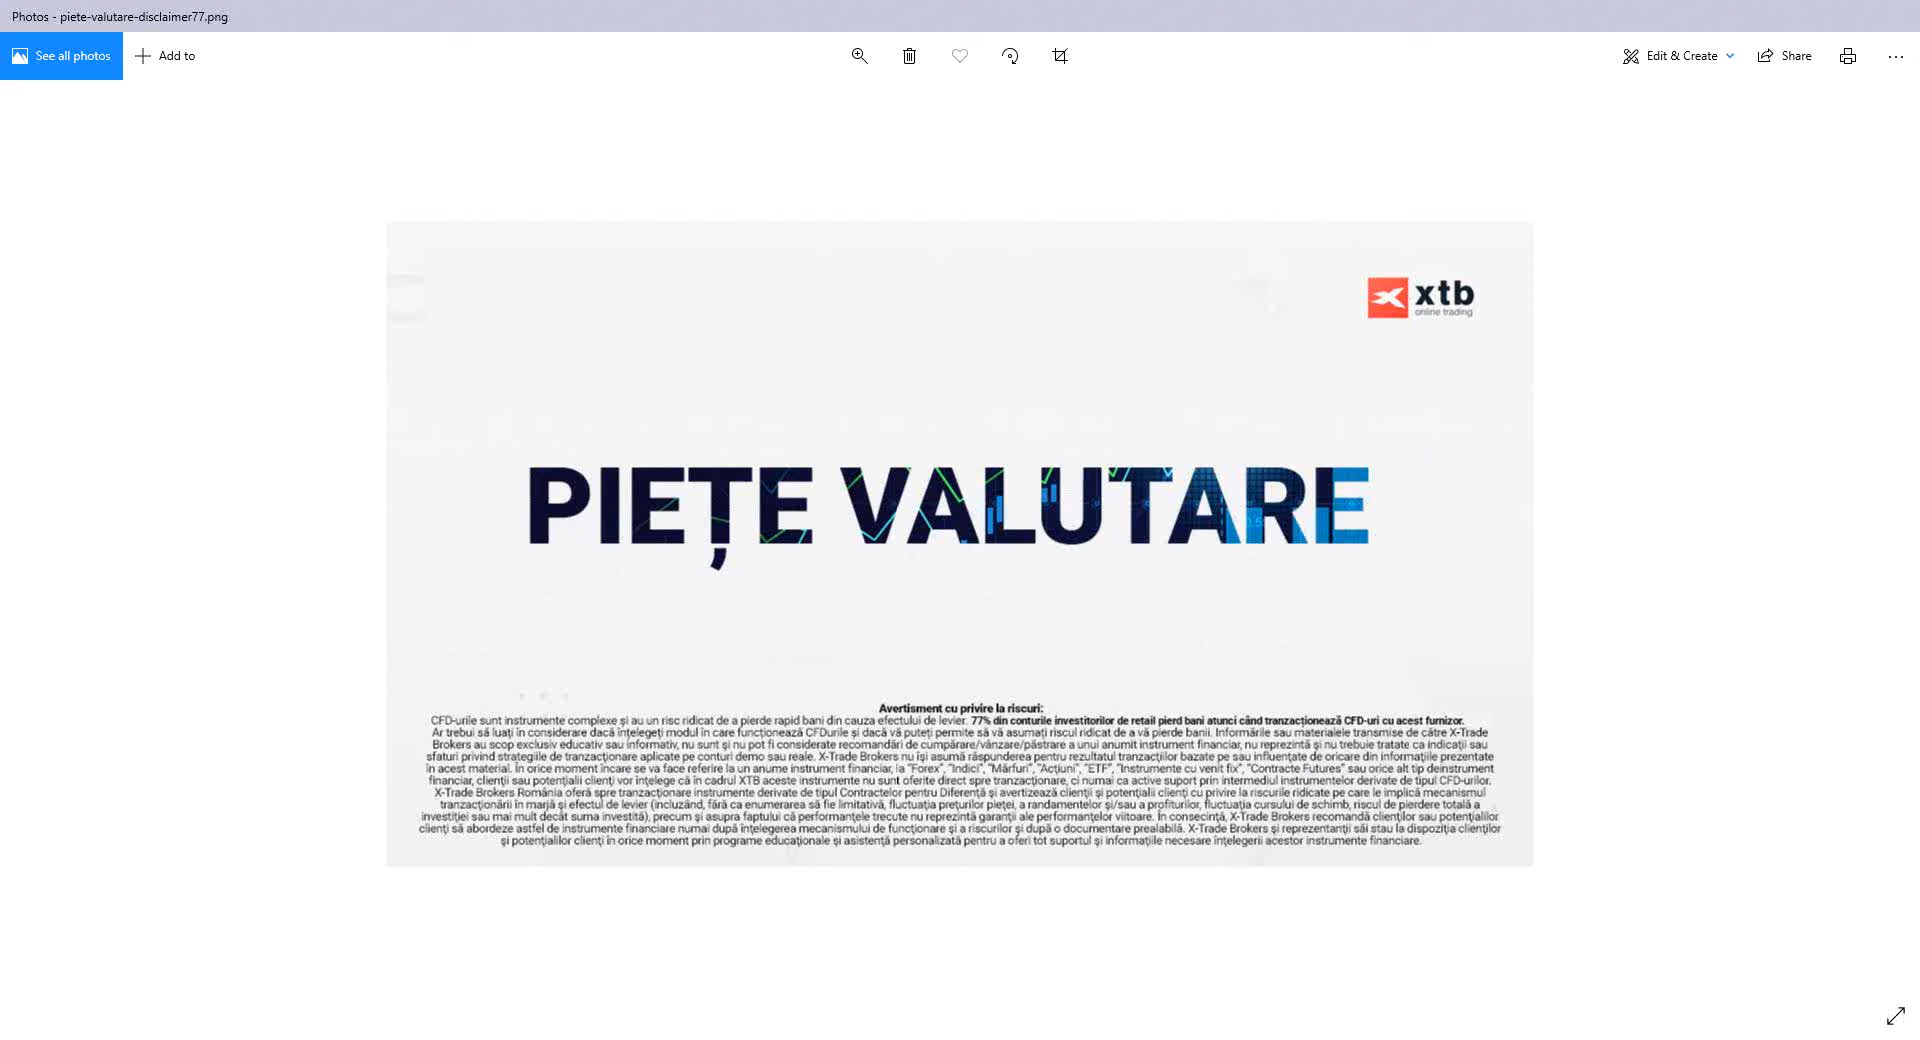 Photos - piete-valutare-disclaimer77.png
See all photos
Add to
Edit & Create
Share
xtb
online trading
PIEȚE VALUTARE
Avertisment cu privire la riscuri:
CFD-urile sunt instrumente complexe și au un risc ridicat de a pierde rapid bani din cauza efectului de levier. 77% din conturile investitorilor de retail pierd bani atunci când tranzacționează CFD-uri cu acest furnizor.
Ar trebui să luați în considerare dacă înțelegeți modul în care funcționează CFDurile și dacă vă puteți permite să vă asumați riscul ridicat de a vă pierde banii. Informările sau materialele transmise de către X-Trade
Brokers au scop exclusiv educativ sau informativ, nu sunt și nu pot fi considerate recomandări de cumpărare/vânzare/păstrare a unui anumit instrument financiar, nu reprezintă și nu trebuie tratate ca indicații sau
sfaturi privind strategiile de tranzacționare aplicate pe conturi demo sau reale. X-Trade Brokers nu își asumă răspunderea pentru rezultatul tranzacțiilor bazate pe sau influențate de oricare din informațiile prezentate
în acest material. În orice moment încare se va face referire la un anume instrument financiar, la "Forex", "Indici", "Mărfuri", "Acțiuni", "ETF", "Instrumente cu venit fix", "Contracte Futures" sau orice alt tip deinstrument
financiar, clienții sau potențialii clienți vor înțelege că în cadrul XTB aceste instrumente nu sunt oferite direct spre tranzacționare, ci numai ca active suport prin intermediul instrumentelor derivate de tipul CFD-urilor.
X-Trade Brokers România oferă spre tranzacționare instrumente derivate de tipul Contractelor pentru Diferență și avertizează clienții și potențialii clienți cu privire la riscurile ridicate pe care le implică mecanismul
tranzacționării în marjă și efectul de levier (incluzând, fără ca enumerarea să fie limitativă, fluctuația prețurilor pieței, a randamentelor și/sau a profiturilor, fluctuația cursului de schimb, riscul de pierdere totală a
investiției sau mai mult decât suma investită), precum și asupra faptului că performanțele trecute nu reprezintă garanții ale performanțelor viitoare. În consecință, X-Trade Brokers recomandă clienților sau potențialilor
clienți să abordeze astfel de instrumente financiare numai după înțelegerea mecanismului de funcționare și a riscurilor și după o documentare prealabilă. X-Trade Brokers și reprezentanții săi stau la dispoziția clienților
și potențialilor clienți în orice moment prin programe educaționale și asistență personalizată pentru a oferi tot suportul și informațiile necesare înțelegerii acestor instrumente financiare.